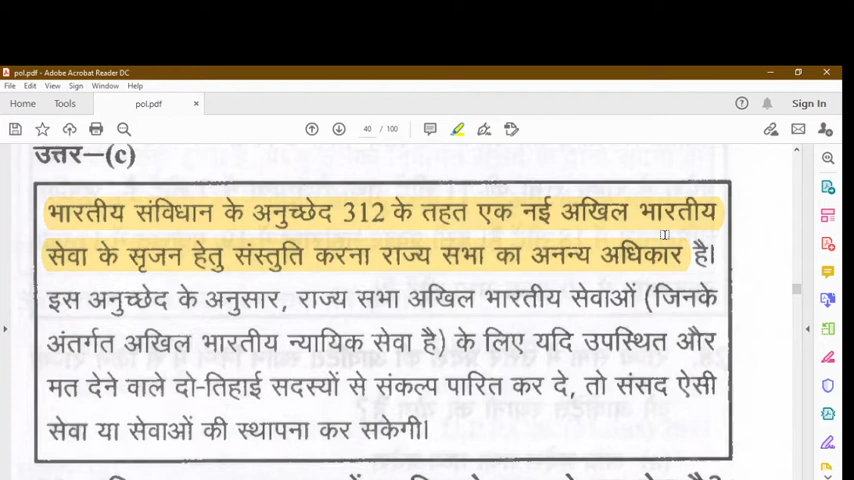 pol.pdf - Adobe Acrobat Reader DC
File Edit View Sign Window Help
Home Tools pol.pdf × Sign In
40 / 100
उत्तर—(c)
भारतीय संविधान के अनुच्छेद 312 के तहत एक नई अखिल भारतीय
सेवा के सृजन हेतु संस्तुति करना राज्य सभा का अनन्य अधिकार है।
इस अनुच्छेद के अनुसार, राज्य सभा अखिल भारतीय सेवाओं (जिनके
अंतर्गत अखिल भारतीय न्यायिक सेवा है) के लिए यदि उपस्थित और
मत देने वाले दो-तिहाई सदस्यों से संकल्प पारित कर दे, तो संसद ऐसी
सेवा या सेवाओं की स्थापना कर सकेगी।